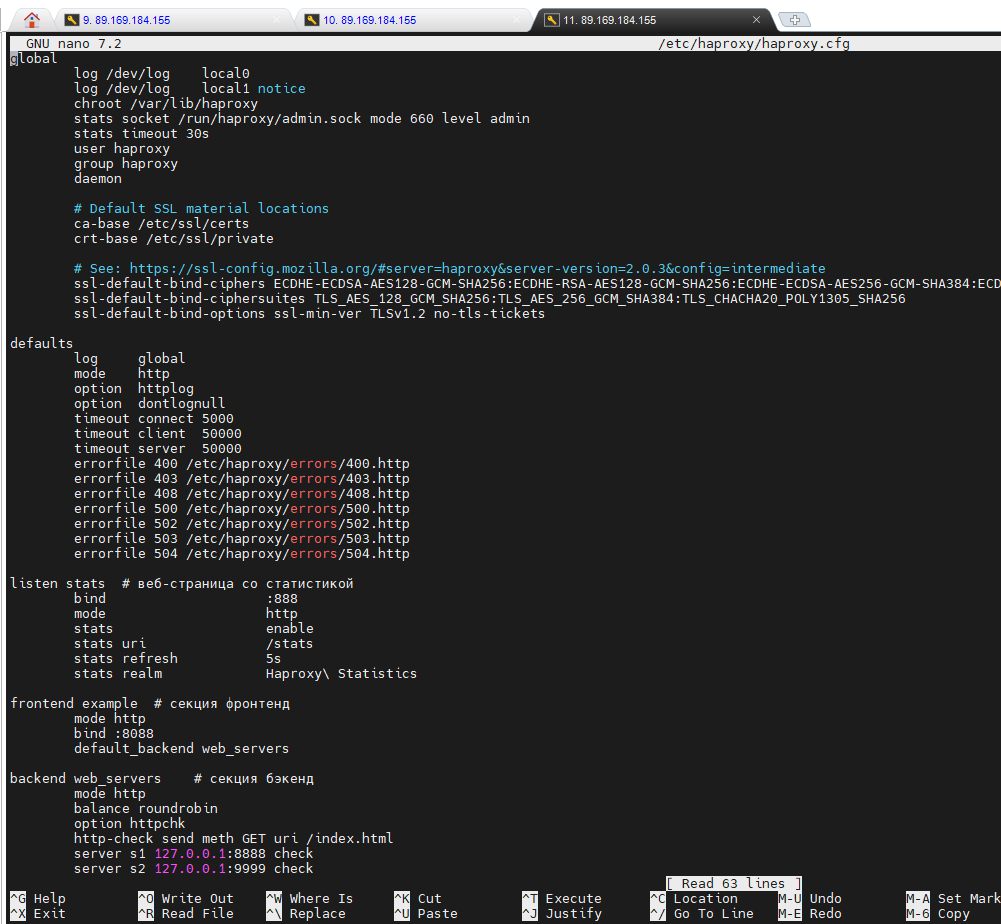 9. 89.169.184.155
10. 89.169.184.155
11. 89.169.184.155
GNU nano 7.2 /etc/haproxy/haproxy.cfg
global
log /dev/log local0
log /dev/log local1 notice
chroot /var/lib/haproxy
stats socket /run/haproxy/admin.sock mode 660 level admin
stats timeout 30s
user haproxy
group haproxy
daemon
# Default SSL material locations
ca-base /etc/ssl/certs
crt-base /etc/ssl/private
# See: https://ssl-config.mozilla.org/#server=haproxy&server-version=2.0.3&config=intermediate
ssl-default-bind-ciphers ECDHE-ECDSA-AES128-GCM-SHA256:ECDHE-RSA-AES128-GCM-SHA256:ECDHE-ECDSA-AES256-GCM-SHA384:ECD
ssl-default-bind-ciphersuites TLS_AES_128_GCM_SHA256:TLS_AES_256_GCM_SHA384:TLS_CHACHA20_POLY1305_SHA256
ssl-default-bind-options ssl-min-ver TLSv1.2 no-tls-tickets
defaults
log global
mode http
option httplog
option dontlognull
timeout connect 5000
timeout client 50000
timeout server 50000
errorfile 400 /etc/haproxy/errors/400.http
errorfile 403 /etc/haproxy/errors/403.http
errorfile 408 /etc/haproxy/errors/408.http
errorfile 500 /etc/haproxy/errors/500.http
errorfile 502 /etc/haproxy/errors/502.http
errorfile 503 /etc/haproxy/errors/503.http
errorfile 504 /etc/haproxy/errors/504.http
listen stats # веб-страница со статистикой
bind :888
mode http
stats enable
stats uri /stats
stats refresh 5s
stats realm Haproxy\ Statistics
frontend example # секция фронтенд
mode http
bind :8088
default_backend web_servers
backend web_servers # секция бэкенд
mode http
balance roundrobin
option httpchk
http-check send meth GET uri /index.html
server s1 127.0.0.1:8888 check
server s2 127.0.0.1:9999 check
[ Read 63 lines ]
^G Help ^O Write Out ^W Where Is ^K Cut ^T Execute ^C Location M-U Undo M-A Set Mark
^X Exit ^R Read File ^\ Replace ^U Paste ^J Justify ^/ Go To Line M-E Redo M-6 Copy